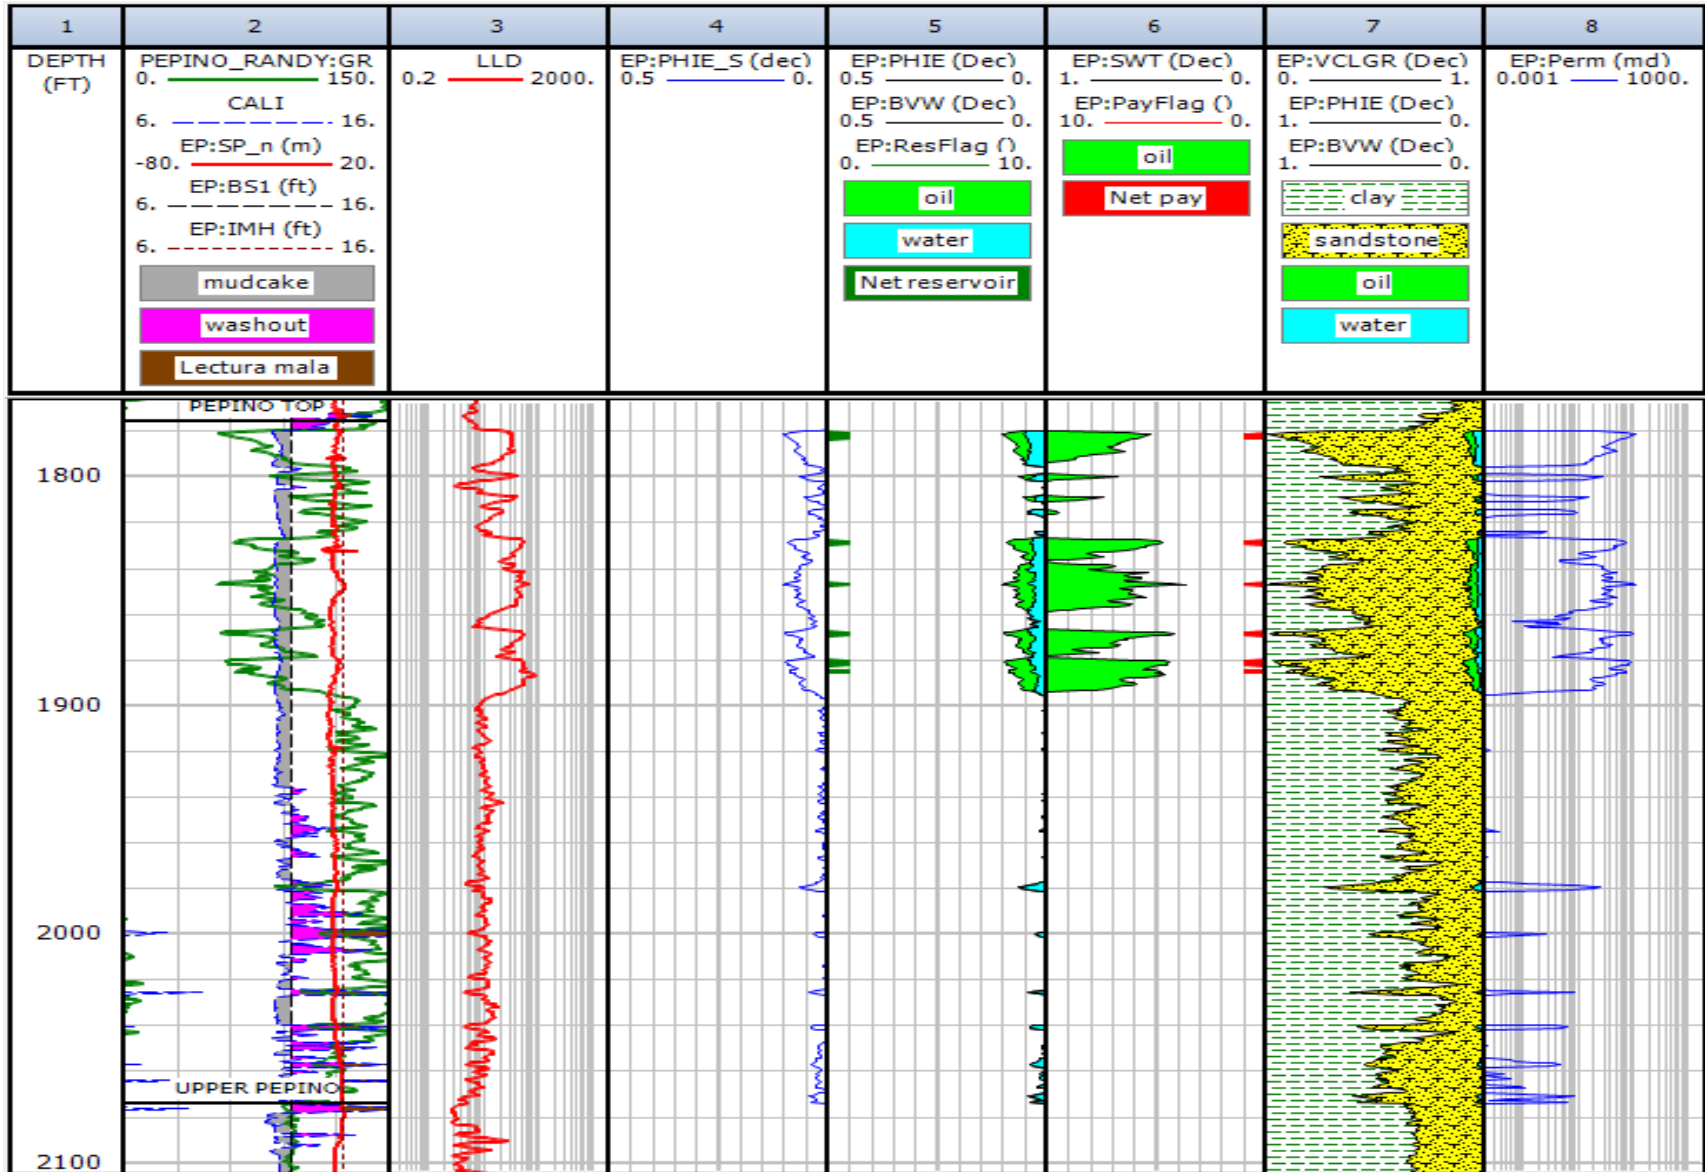 1 2 3 4 5 6 7 8
DEPTH (FT)
PEPINO_RANDY:GR
0. 150.
CALI
6. 16.
EP:SP_n (m)
-80. 20.
EP:BS1 (ft)
6. 16.
EP:IMH (ft)
6. 16.
mudcake
washout
Lectura mala
LLD
0.2 2000.
EP:PHIE_S (dec)
0.5 0.
EP:PHIE (Dec)
0.5 0.
EP:BVW (Dec)
0.5 0.
EP:ResFlag ()
0. 10.
oil
water
Net reservoir
EP:SWT (Dec)
1. 0.
EP:PayFlag ()
10. 0.
oil
Net pay
EP:VCLGR (Dec)
0. 1.
EP:PHIE (Dec)
1. 0.
EP:BVW (Dec)
1. 0.
clay
sandstone
oil
water
EP:Perm (md)
0.001 1000.
PEPINO TOP
1800
1900
2000
UPPER PEPINO
2100